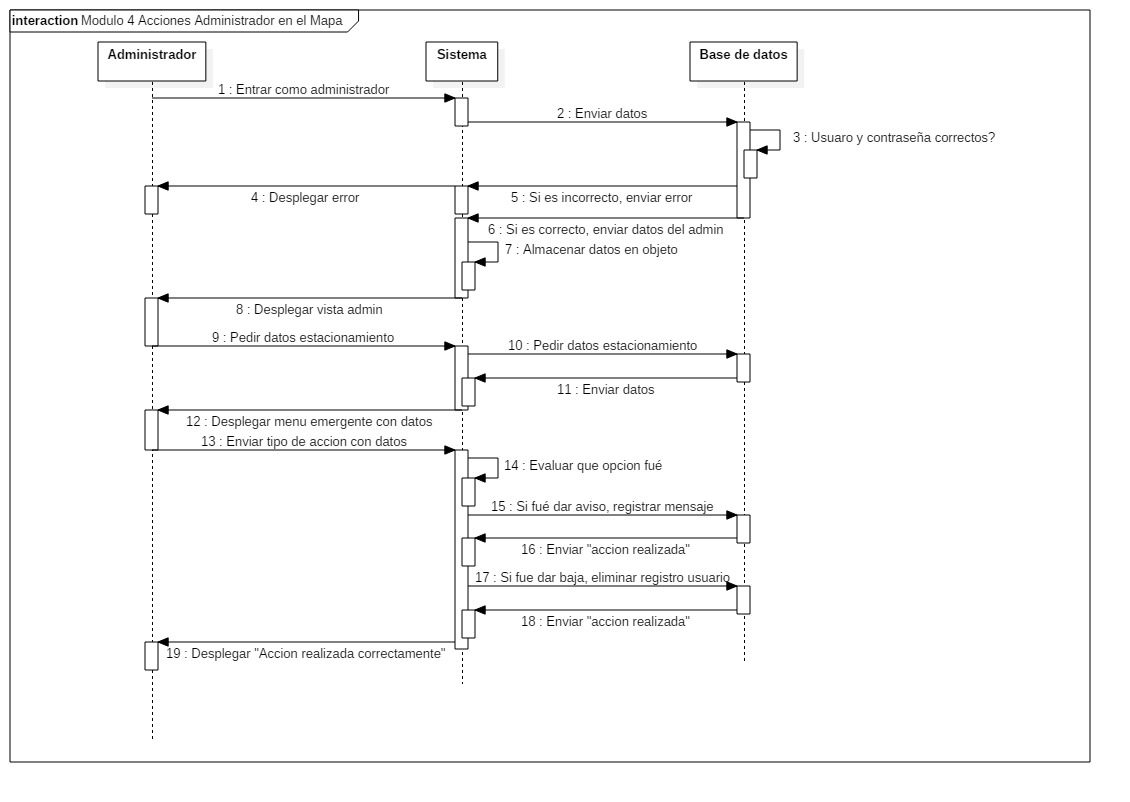 interaction Modulo 4 Acciones Administrador en el Mapa
Administrador
Sistema
Base de datos
1 : Entrar como administrador
2 : Enviar datos
3 : Usuaro y contraseña correctos?
4 : Desplegar error
5 : Si es incorrecto, enviar error
6 : Si es correcto, enviar datos del admin
7 : Almacenar datos en objeto
8 : Desplegar vista admin
9 : Pedir datos estacionamiento
10 : Pedir datos estacionamiento
11 : Enviar datos
12 : Desplegar menu emergente con datos
13 : Enviar tipo de accion con datos
14 : Evaluar que opcion fué
15 : Si fué dar aviso, registrar mensaje
16 : Enviar "accion realizada"
17 : Si fue dar baja, eliminar registro usuario
18 : Enviar "accion realizada"
19 : Desplegar "Accion realizada correctamente"